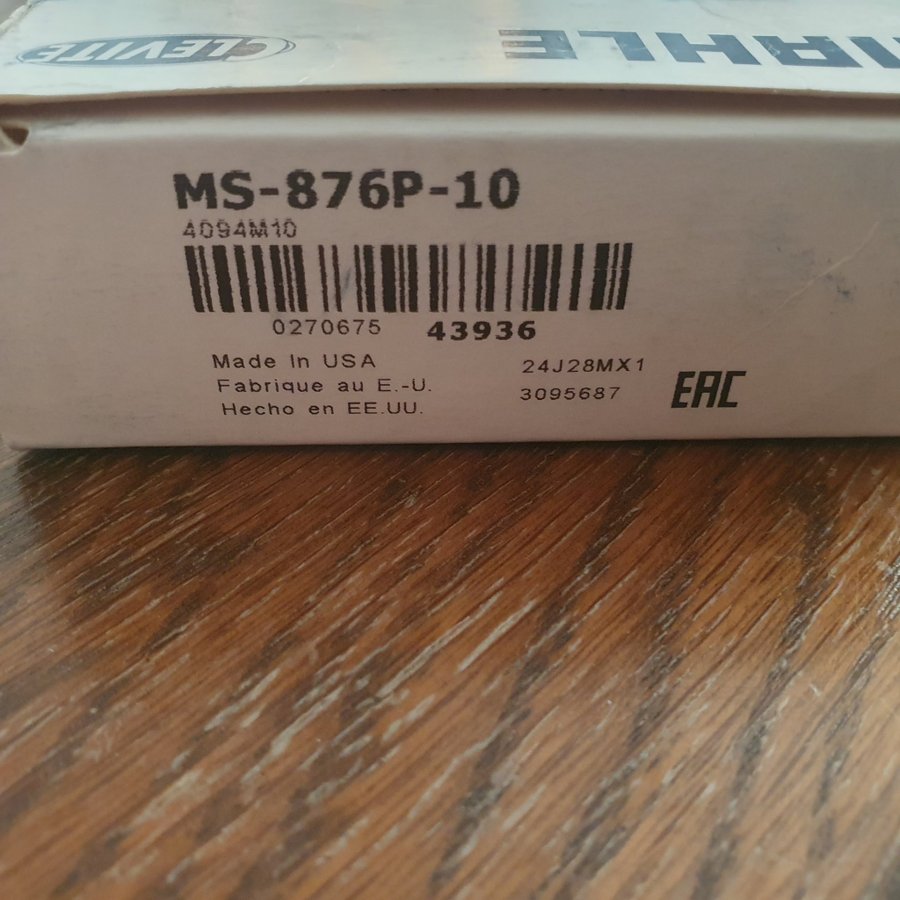 CLEVITE
MAHLE
MS-876P-10
4094M10
0270675 43936
Made In USA 24J28MX1
Fabrique au E.-U. 3095687
Hecho en EE.UU.
EAC